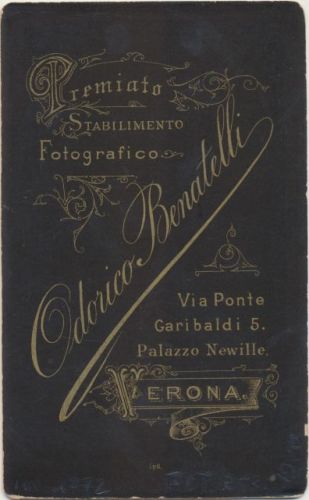 Premiato
STABILIMENTO
Fotografico
Odorico Benatelli
Via Ponte
Garibaldi 5.
Palazzo Newille.
VERONA.